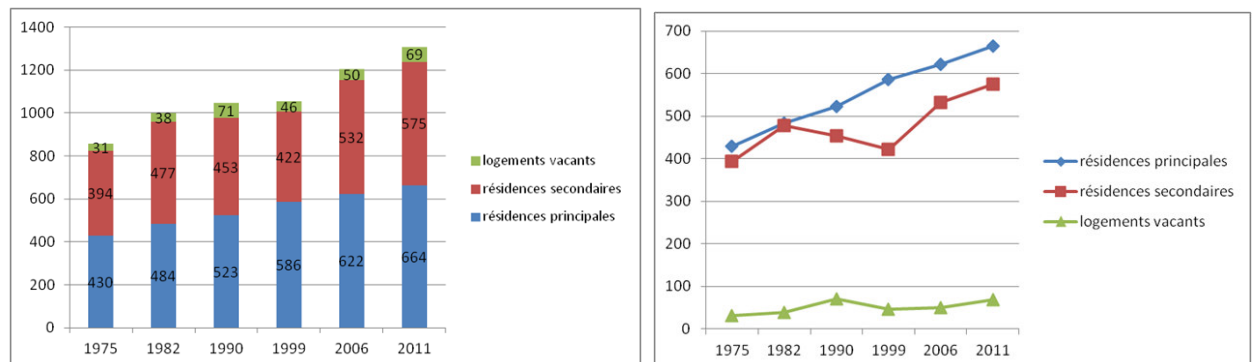 1400
1200
1000
800
600
400
200
0
31 38 71 46 50 69
394 477 453 422 532 575
430 484 523 586 622 664
1975 1982 1990 1999 2006 2011
logements vacants
résidences secondaires
résidences principales
700
600
500
400
300
200
100
0
1975 1982 1990 1999 2006 2011
résidences principales
résidences secondaires
logements vacants